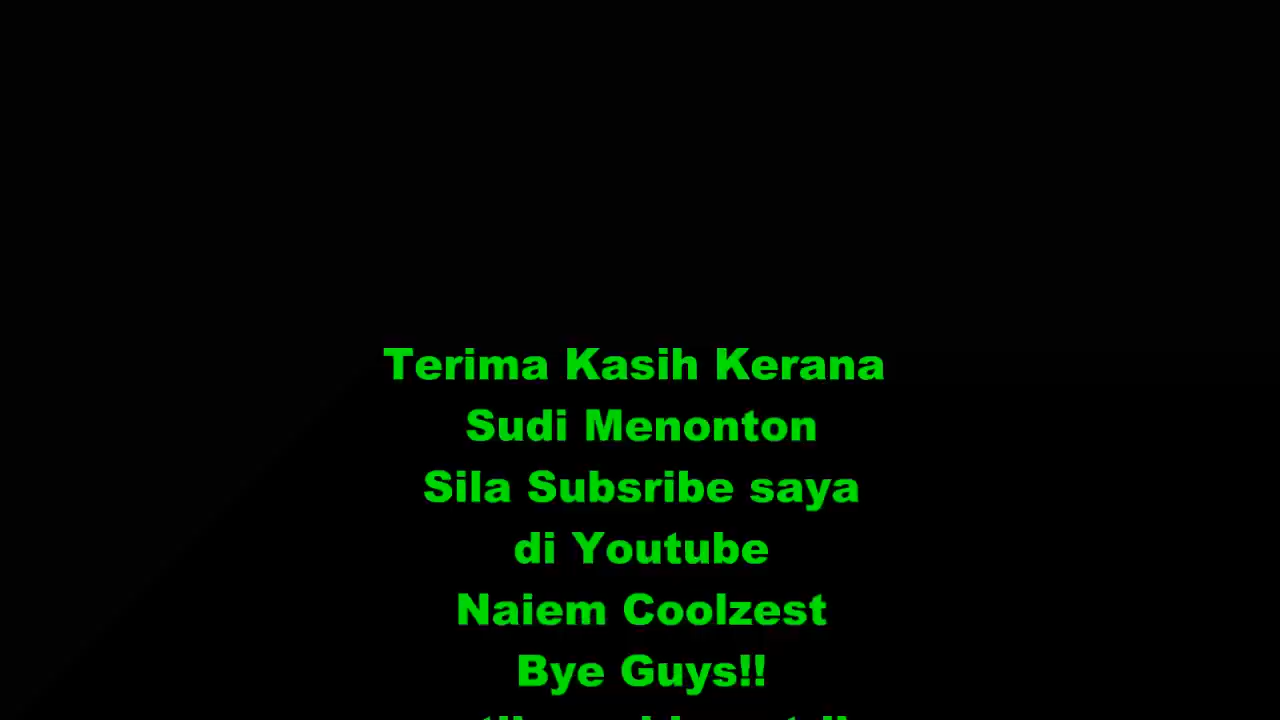 Terima Kasih Kerana
Sudi Menonton
Sila Subsribe saya
di Youtube
Naiem Coolzest
Bye Guys!!